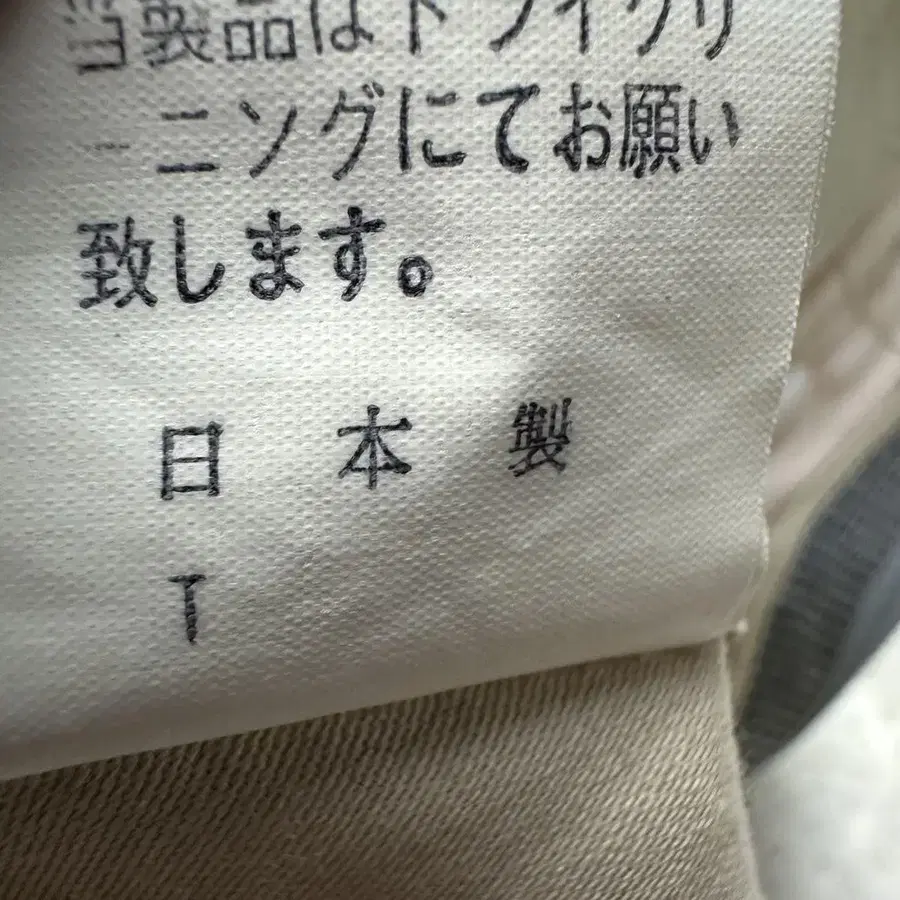 当製品はドライクリ
ーニングにてお願い
致します。
日 本 製
T